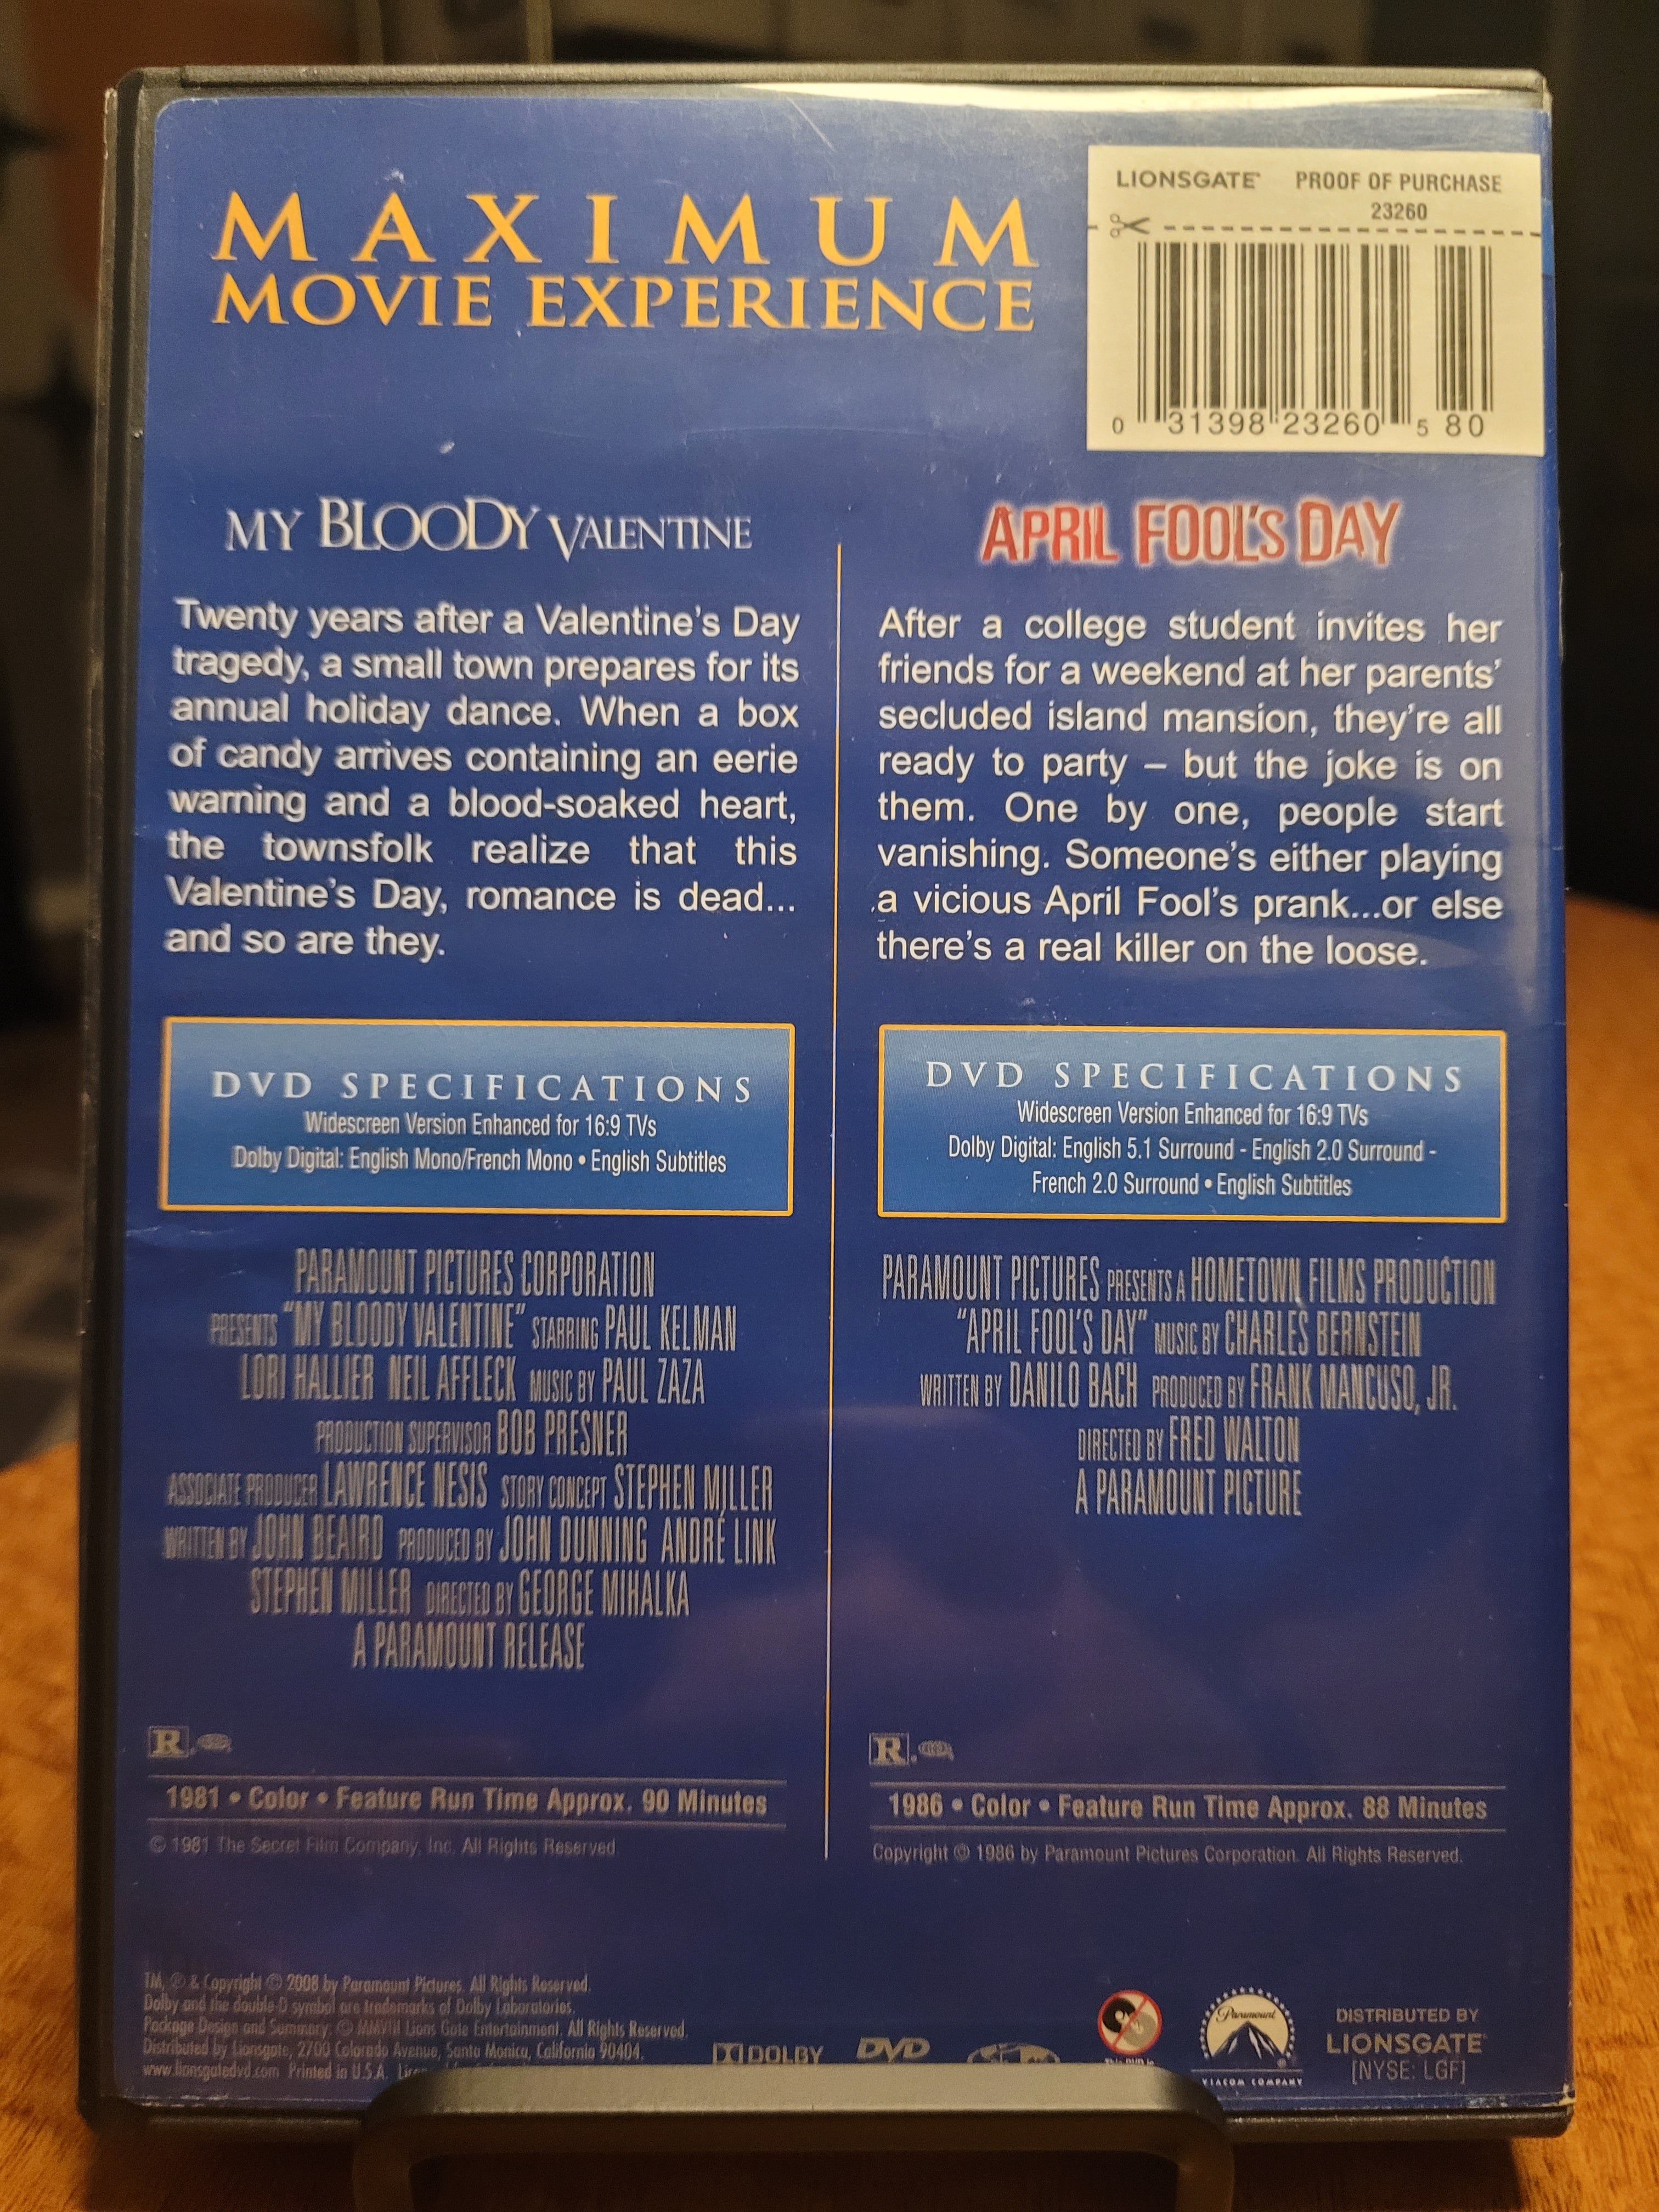 MAXIMUM
MOVIE EXPERIENCE
LIONSGATE PROOF OF PURCHASE
23260
0 31398 23260 5 80
MY BLOODY VALENTINE
Twenty years after a Valentine's Day
tragedy, a small town prepares for its
annual holiday dance. When a box
of candy arrives containing an eerie
warning and a blood-soaked heart,
the townsfolk realize that this
Valentine's Day, romance is dead...
and so are they.
DVD SPECIFICATIONS
Widescreen Version Enhanced for 16:9 TVs
Dolby Digital: English Mono/French Mono • English Subtitles
PARAMOUNT PICTURES CORPORATION
PRESENTS "MY BLOODY VALENTINE" STARRING PAUL KELMAN
LORI HALLIER NEIL AFFLECK MUSIC BY PAUL ZAZA
PRODUCTION SUPERVISOR BOB PRESNER
ASSOCIATE PRODUCER LAWRENCE NESIS STORY CONCEPT STEPHEN MILLER
WRITTEN BY JOHN BEAIRD PRODUCED BY JOHN DUNNING ANDRÉ LINK
STEPHEN MILLER DIRECTED BY GEORGE MIHALKA
A PARAMOUNT RELEASE
R
1981 • Color • Feature Run Time Approx. 90 Minutes
© 1981 The Secret Film Company, Inc. All Rights Reserved.
APRIL FOOL'S DAY
After a college student invites her
friends for a weekend at her parents'
secluded island mansion, they're all
ready to party – but the joke is on
them. One by one, people start
vanishing. Someone's either playing
a vicious April Fool's prank...or else
there's a real killer on the loose.
DVD SPECIFICATIONS
Widescreen Version Enhanced for 16:9 TVs
Dolby Digital: English 5.1 Surround - English 2.0 Surround -
French 2.0 Surround • English Subtitles
PARAMOUNT PICTURES PRESENTS A HOMETOWN FILMS PRODUCTION
"APRIL FOOL'S DAY" MUSIC BY CHARLES BERNSTEIN
WRITTEN BY DANILO BACH PRODUCED BY FRANK MANCUSO, JR.
DIRECTED BY FRED WALTON
A PARAMOUNT PICTURE
R
1986 • Color • Feature Run Time Approx. 88 Minutes
Copyright © 1986 by Paramount Pictures Corporation. All Rights Reserved.
TM, ® & Copyright © 2008 by Paramount Pictures. All Rights Reserved.
Dolby and the double-D symbol are trademarks of Dolby Laboratories.
Package Design and Summary: © MMVIII Lions Gate Entertainment. All Rights Reserved.
Distributed by Lionsgate, 2700 Colorado Avenue, Santa Monica, California 90404.
www.lionsgatedvd.com Printed in U.S.A.
DOLBY
DVD
Paramount
VIACOM COMPANY
DISTRIBUTED BY
LIONSGATE
[NYSE: LGF]